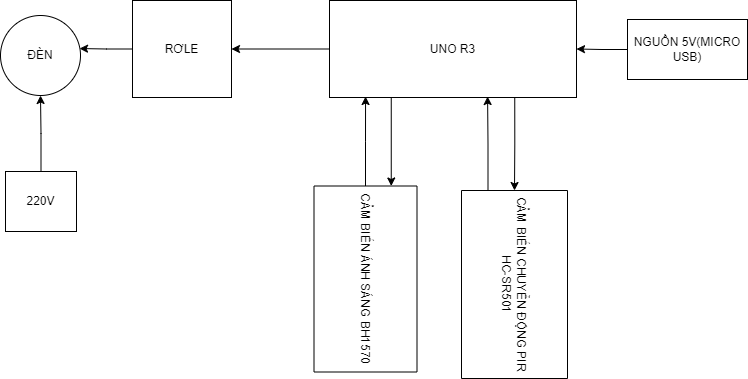 ĐÈN
RƠLE
UNO R3
NGUỒN 5V(MICRO
USB)
220V
CẢM BIẾN ÁNH SÁNG BH1570
CẢM BIẾN CHUYỂN ĐỘNG PIR
HC-SR501